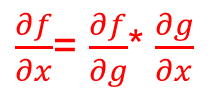 ∂f/∂x = ∂f/∂g * ∂g/∂x